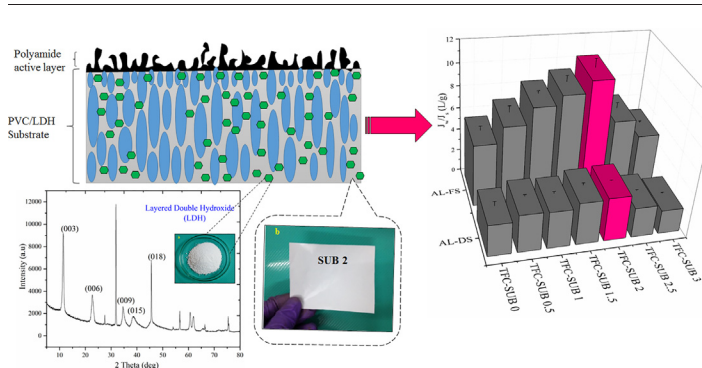 Polyamide
active layer
PVC/LDH
Substrate
Layered Double Hydroxide
(LDH)
a
b
SUB 2
Intensity (a.u)
12000
10000
8000
6000
4000
2000
0
(003)
(006)
(009)
(015)
(018)
10
20
30
40
50
60
70
80
2 Theta (deg)
12
10
8
6
4
2
0
AL-FS
AL-DS
TFC-SUB 0
TFC-SUB 0.5
TFC-SUB 1
TFC-SUB 1.5
TFC-SUB 2
TFC-SUB 2.5
TFC-SUB 3